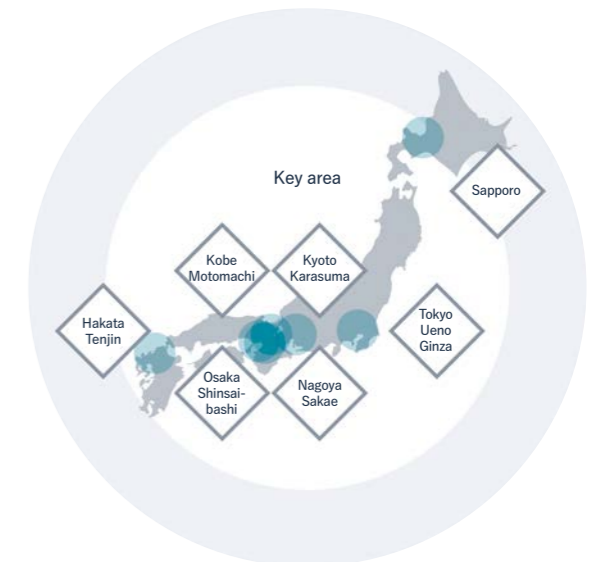 Key area
Sapporo
Kobe
Motomachi
Kyoto
Karasuma
Hakata
Tenjin
Tokyo
Ueno
Ginza
Osaka
Shinsai-
bashi
Nagoya
Sakae